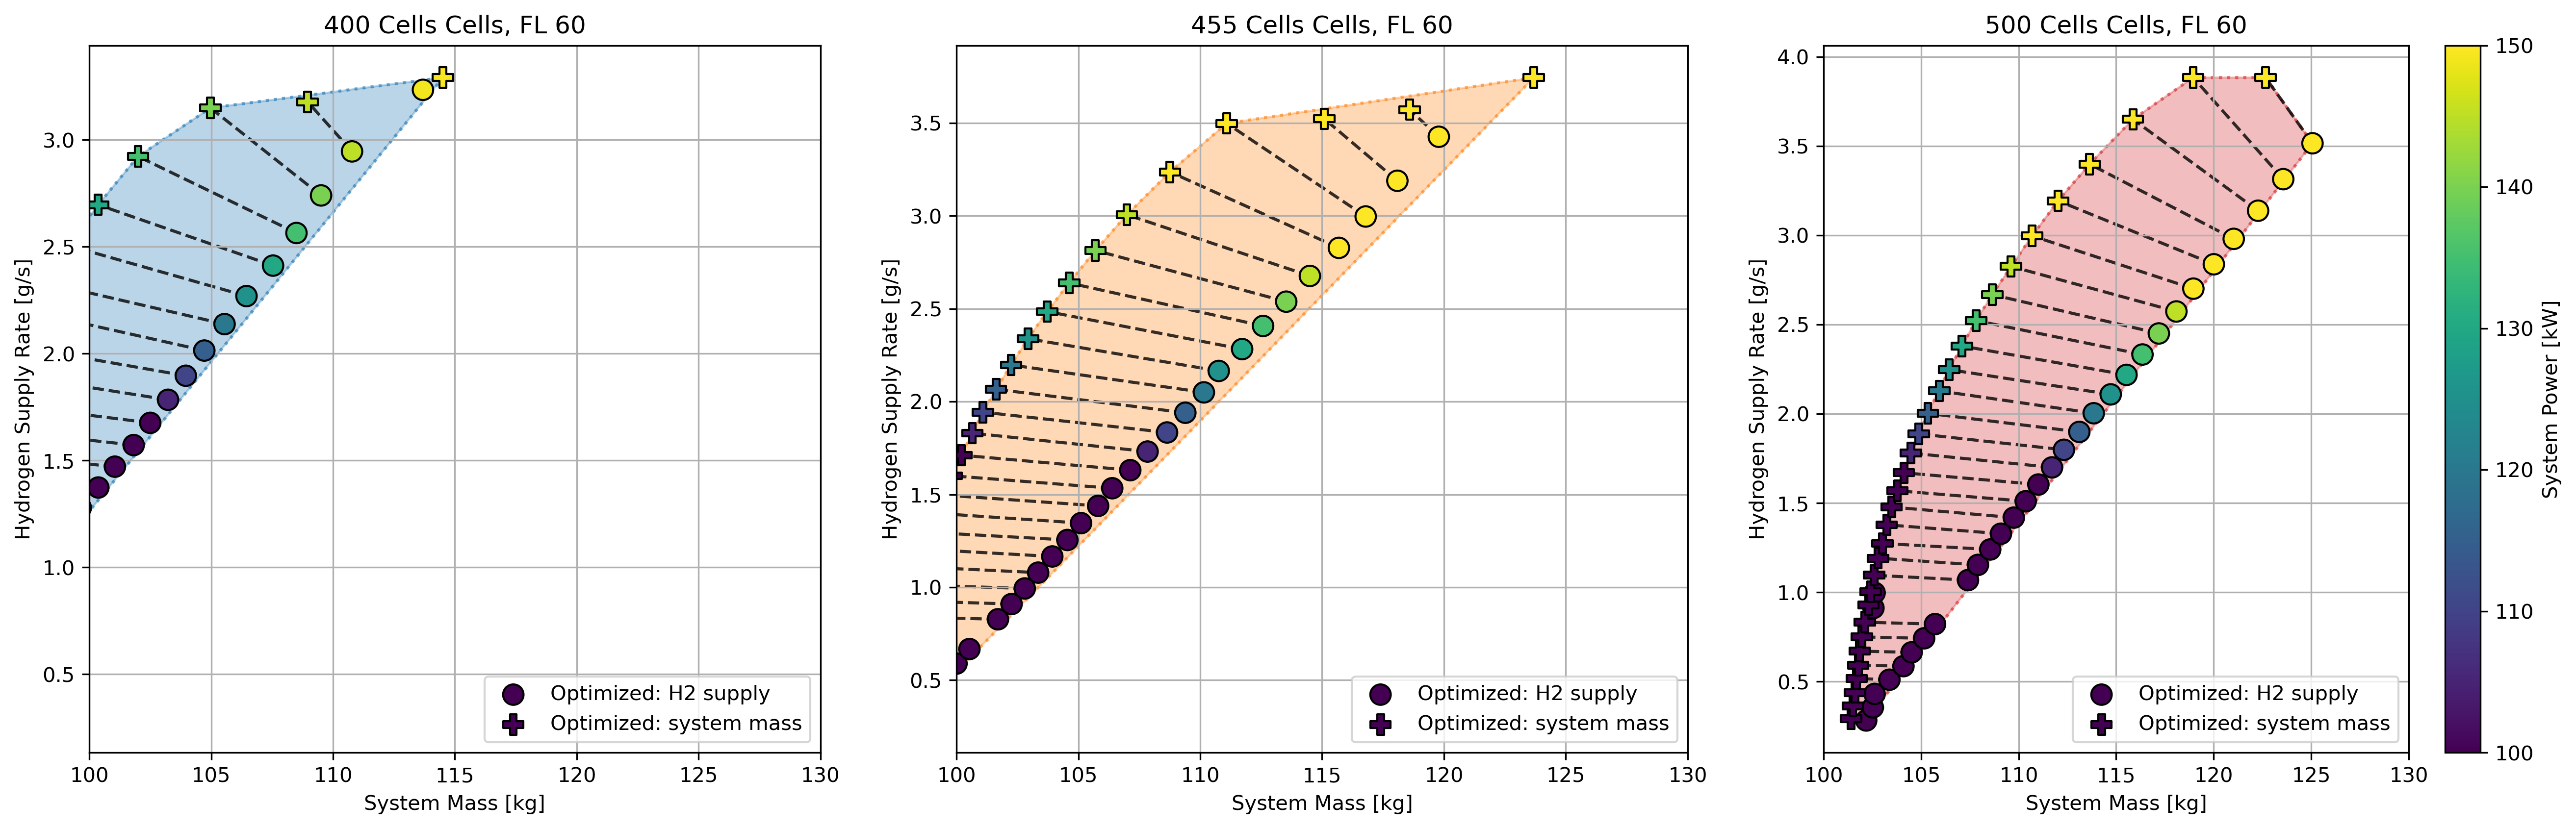 400 Cells Cells, FL 60
Hydrogen Supply Rate [g/s]
3.0
2.5
2.0
1.5
1.0
0.5
100 105 110 115 120 125 130
System Mass [kg]
Optimized: H2 supply
Optimized: system mass
455 Cells Cells, FL 60
Hydrogen Supply Rate [g/s]
3.5
3.0
2.5
2.0
1.5
1.0
0.5
100 105 110 115 120 125 130
System Mass [kg]
Optimized: H2 supply
Optimized: system mass
500 Cells Cells, FL 60
Hydrogen Supply Rate [g/s]
4.0
3.5
3.0
2.5
2.0
1.5
1.0
0.5
100 105 110 115 120 125 130
System Mass [kg]
Optimized: H2 supply
Optimized: system mass
150
140
130
120
110
100
System Power [kW]